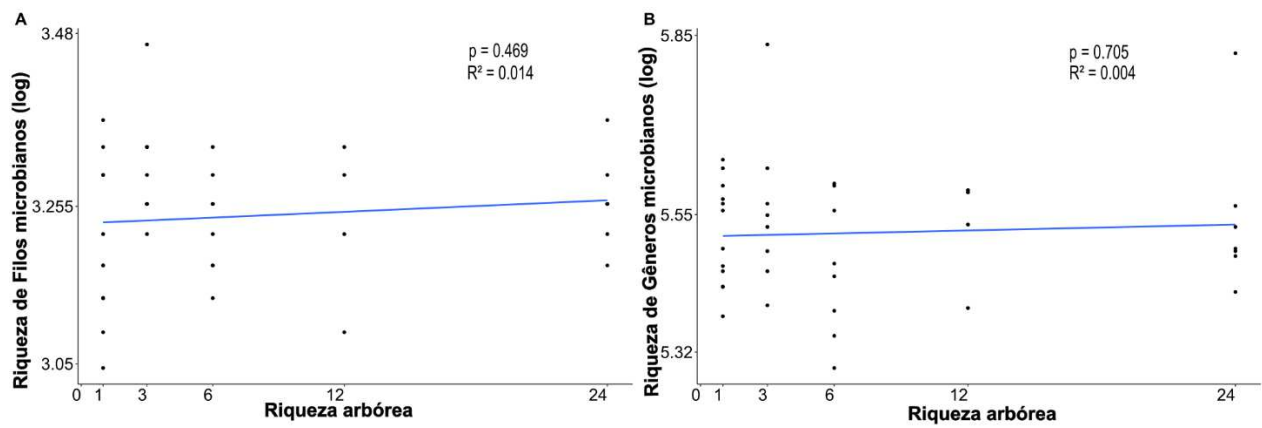 A
3.48
3.255
3.05
Riqueza de Filos microbianos (log)
p = 0.469
R² = 0.014
0 1 3 6 12 24
Riqueza arbórea
B
5.85
5.55
5.32
Riqueza de Gêneros microbianos (log)
p = 0.705
R² = 0.004
0 1 3 6 12 24
Riqueza arbórea